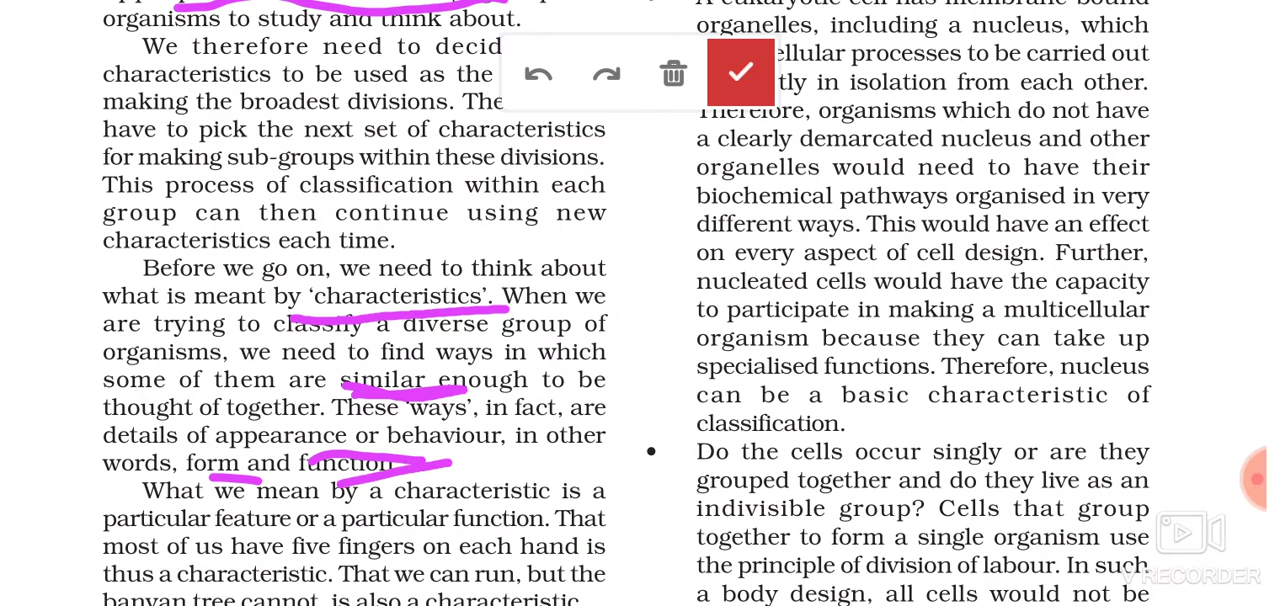 organisms to study and think about.
We therefore need to decid
characteristics to be used as the
making the broadest divisions. The
have to pick the next set of characteristics
for making sub-groups within these divisions.
This process of classification within each
group can then continue using new
characteristics each time.
Before we go on, we need to think about
what is meant by ‘characteristics’. When we
are trying to classify a diverse group of
organisms, we need to find ways in which
some of them are similar enough to be
thought of together. These ‘ways’, in fact, are
details of appearance or behaviour, in other
words, form and function
What we mean by a characteristic is a
particular feature or a particular function. That
most of us have five fingers on each hand is
thus a characteristic. That we can run, but the
banyan tree cannot, is also a characteristic.
A eukaryotic cell has membrane-bound
organelles, including a nucleus, which
ellular processes to be carried out
tly in isolation from each other.
Therefore, organisms which do not have
a clearly demarcated nucleus and other
organelles would need to have their
biochemical pathways organised in very
different ways. This would have an effect
on every aspect of cell design. Further,
nucleated cells would have the capacity
to participate in making a multicellular
organism because they can take up
specialised functions. Therefore, nucleus
can be a basic characteristic of
classification.
• Do the cells occur singly or are they
grouped together and do they live as an
indivisible group? Cells that group
together to form a single organism use
the principle of division of labour. In such
a body design, all cells would not be
V RECORDER